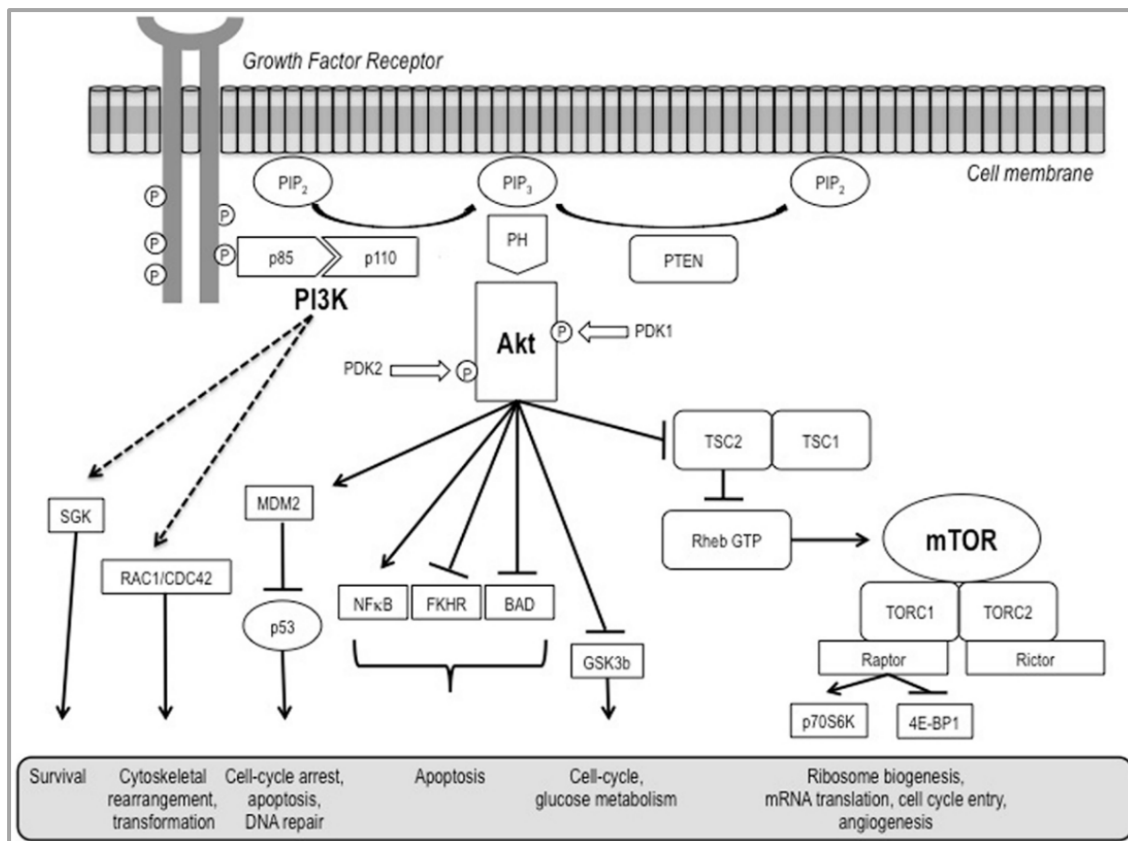 Growth Factor Receptor
Cell membrane
PIP₂
PIP₃
PIP₂
P
P
P
P
P
p85
p110
PH
PTEN
PI3K
Akt
P
PDK1
PDK2
P
TSC2
TSC1
SGK
MDM2
Rheb GTP
mTOR
RAC1/CDC42
NFκB
FKHR
BAD
p53
TORC1
TORC2
GSK3b
Raptor
Rictor
p70S6K
4E-BP1
Survival
Cytoskeletal
rearrangement,
transformation
Cell-cycle arrest,
apoptosis,
DNA repair
Apoptosis
Cell-cycle,
glucose metabolism
Ribosome biogenesis,
mRNA translation, cell cycle entry,
angiogenesis